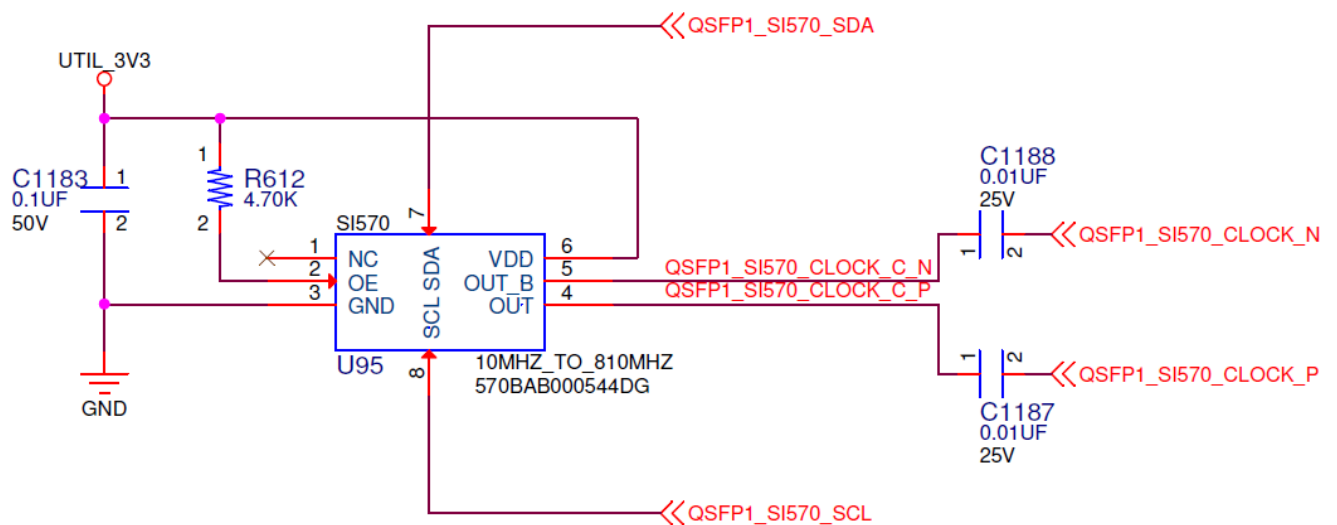 QSFP1_SI570_SDA
UTIL_3V3
C1183
0.1UF
50V
1
2
1
2
R612
4.70K
SI570
7
1
2
3
NC
OE
GND
SCL SDA
VDD
OUT_B
OUT
6
5
4
U95
8
10MHZ_TO_810MHZ
570BAB000544DG
GND
QSFP1_SI570_CLOCK_C_N
QSFP1_SI570_CLOCK_C_P
C1188
0.01UF
25V
1
2
QSFP1_SI570_CLOCK_N
1
2
QSFP1_SI570_CLOCK_P
C1187
0.01UF
25V
QSFP1_SI570_SCL